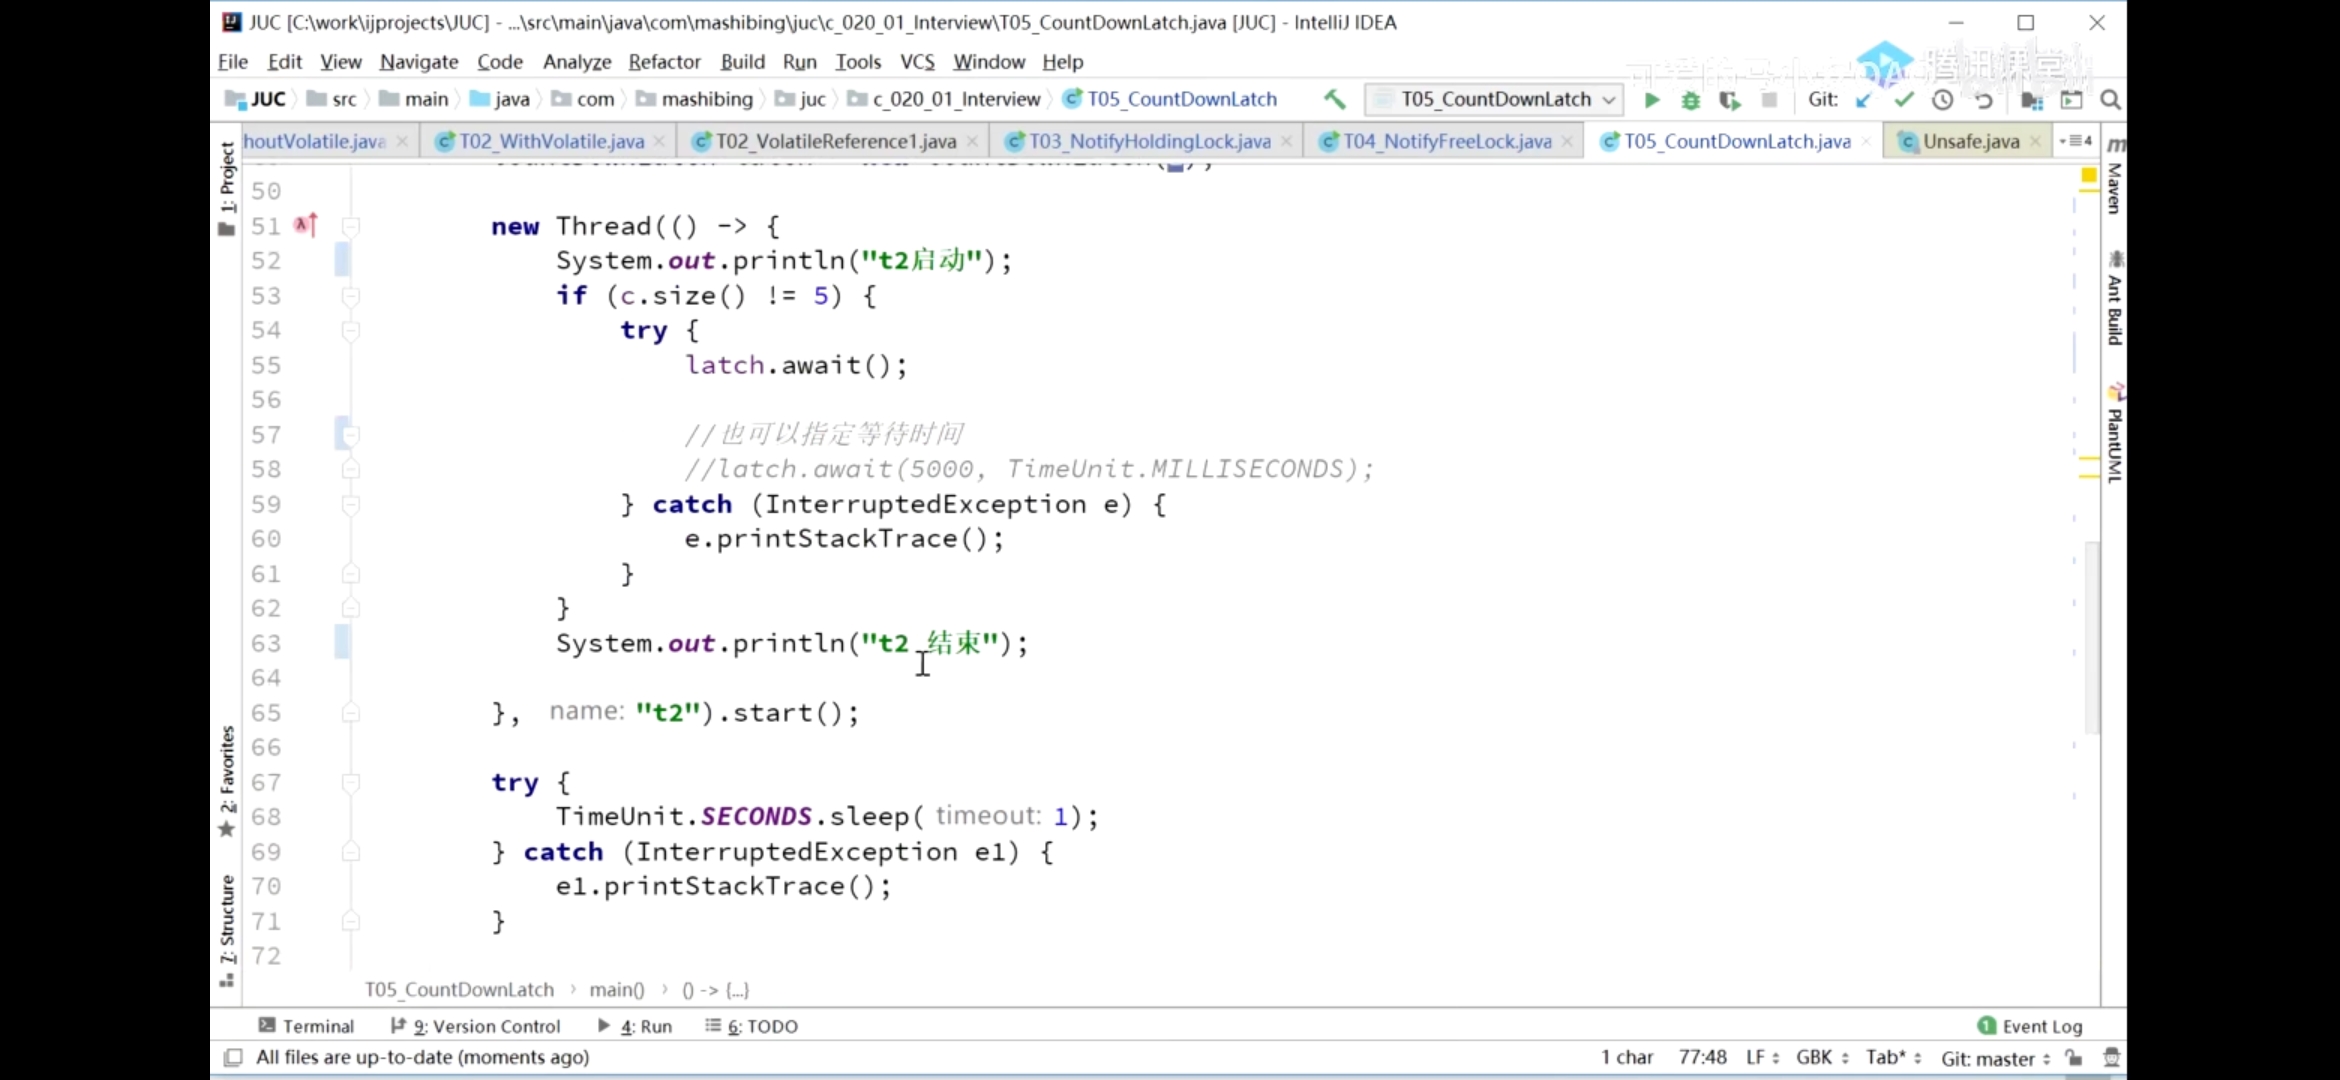 JUC [C:\work\ijprojects\JUC] - ...\src\main\java\com\mashibing\juc\c_020_01_Interview\T05_CountDownLatch.java [JUC] - IntelliJ IDEA
File Edit View Navigate Code Analyze Refactor Build Run Tools VCS Window Help
腾讯课堂
JUC src main java com mashibing juc c_020_01_Interview T05_CountDownLatch T05_CountDownLatch Git:
houtVolatile.java T02_WithVolatile.java T02_VolatileReference1.java T03_NotifyHoldingLock.java T04_NotifyFreeLock.java T05_CountDownLatch.java Unsafe.java 4
50
51 new Thread(() -> {
52 System.out.println("t2启动");
53 if (c.size() != 5) {
54 try {
55 latch.await();
56
57 //也可以指定等待时间
58 //latch.await(5000, TimeUnit.MILLISECONDS);
59 } catch (InterruptedException e) {
60 e.printStackTrace();
61 }
62 }
63 System.out.println("t2 结束");
64
65 }, name: "t2").start();
66
67 try {
68 TimeUnit.SECONDS.sleep( timeout: 1);
69 } catch (InterruptedException e1) {
70 e1.printStackTrace();
71 }
72
T05_CountDownLatch › main() › () -> {...}
1: Project
2: Favorites
7: Structure
Maven
Ant Build
PlantUML
Terminal 9: Version Control 4: Run 6: TODO 1 Event Log
All files are up-to-date (moments ago) 1 char 77:48 LF GBK Tab* Git: master